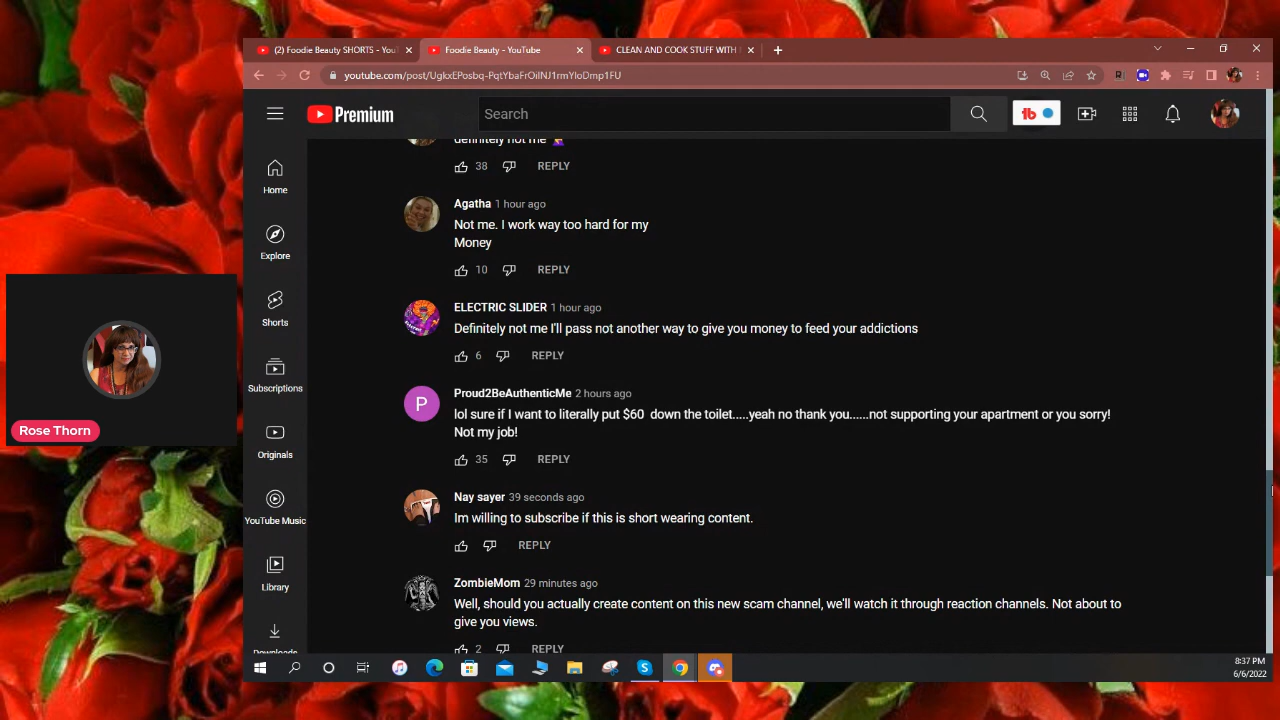 (2) Foodie Beauty SHORTS - You
Foodie Beauty - YouTube
CLEAN AND COOK STUFF WITH
youtube.com/post/UgkxEPosbq-PqtYbaFrOilNJ1rmYIoDmp1FU
Premium
Search
tb
Home
Explore
Shorts
Subscriptions
Originals
YouTube Music
Library
Downloads
definitely not me
38 REPLY
Agatha 1 hour ago
Not me. I work way too hard for my
Money
10 REPLY
ELECTRIC SLIDER 1 hour ago
Definitely not me I'll pass not another way to give you money to feed your addictions
6 REPLY
P
Proud2BeAuthenticMe 2 hours ago
lol sure if I want to literally put $60 down the toilet.....yeah no thank you......not supporting your apartment or you sorry!
Not my job!
35 REPLY
Nay sayer 39 seconds ago
Im willing to subscribe if this is short wearing content.
REPLY
ZombieMom 29 minutes ago
Well, should you actually create content on this new scam channel, we'll watch it through reaction channels. Not about to
give you views.
2 REPLY
Rose Thorn
8:37 PM
6/6/2022